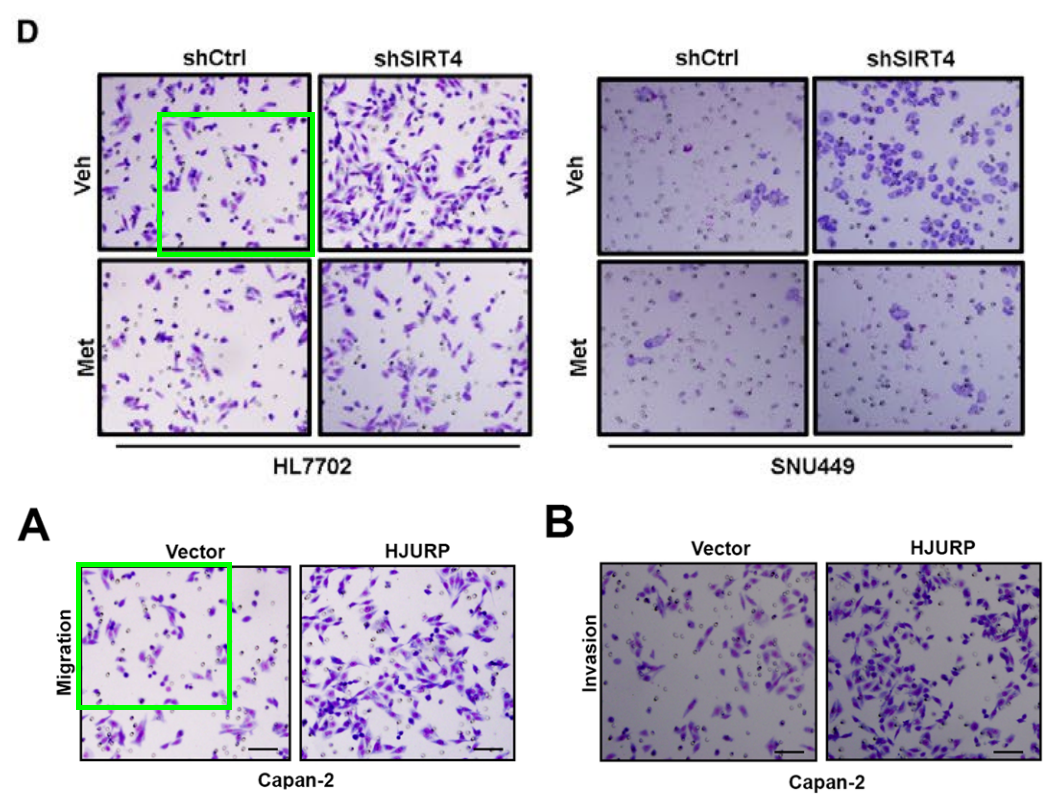 D
shCtrl shSIRT4 shCtrl shSIRT4
Veh Veh
Met Met
HL7702 SNU449
A B
Vector HJURP Vector HJURP
Migration Invasion
Capan-2 Capan-2